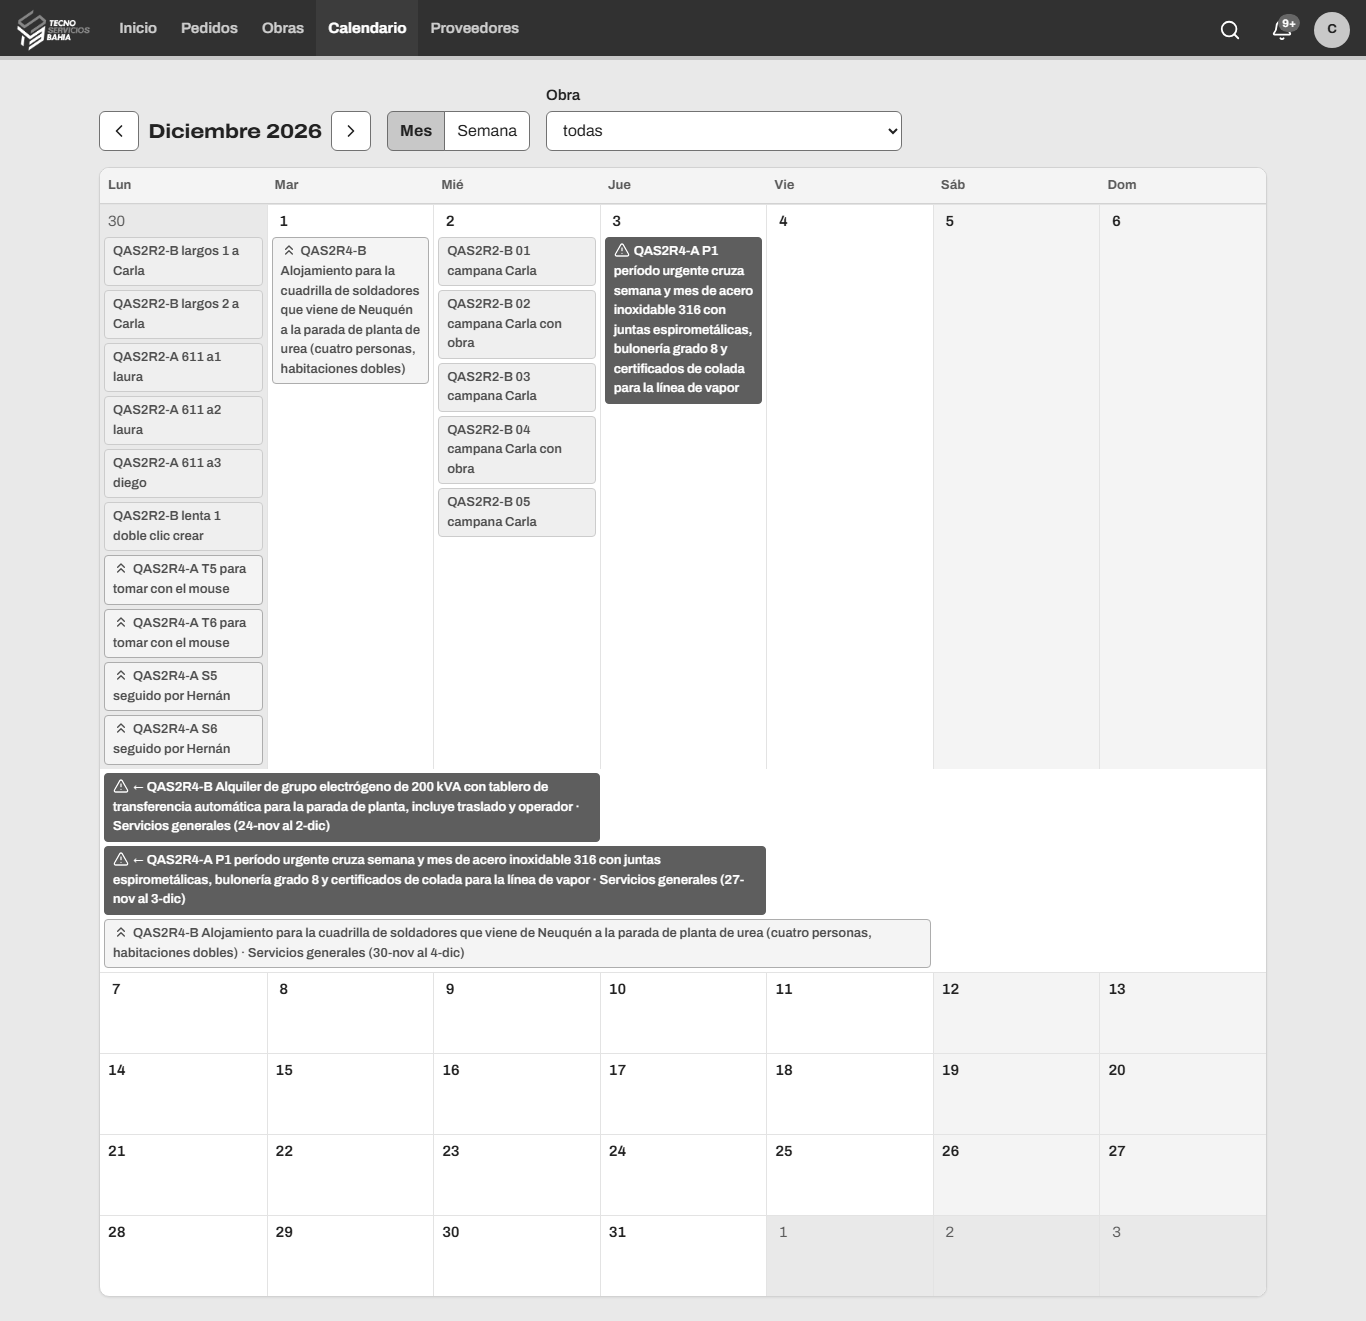 TECNO
SERVICIOS
BAHIA
Inicio
Pedidos
Obras
Calendario
Proveedores
9+
C
Obra
Diciembre 2026
Mes
Semana
todas
Lun
Mar
Mié
Jue
Vie
Sáb
Dom
30
QAS2R2-B largos 1 a
Carla
QAS2R2-B largos 2 a
Carla
QAS2R2-A 611 a1
laura
QAS2R2-A 611 a2
laura
QAS2R2-A 611 a3
diego
QAS2R2-B lenta 1
doble clic crear
QAS2R4-A T5 para
tomar con el mouse
QAS2R4-A T6 para
tomar con el mouse
QAS2R4-A S5
seguido por Hernán
QAS2R4-A S6
seguido por Hernán
1
QAS2R4-B
Alojamiento para la
cuadrilla de soldadores
que viene de Neuquén
a la parada de planta de
urea (cuatro personas,
habitaciones dobles)
2
QAS2R2-B 01
campana Carla
QAS2R2-B 02
campana Carla con
obra
QAS2R2-B 03
campana Carla
QAS2R2-B 04
campana Carla con
obra
QAS2R2-B 05
campana Carla
3
QAS2R4-A P1
período urgente cruza
semana y mes de acero
inoxidable 316 con
juntas espirometálicas,
bulonería grado 8 y
certificados de colada
para la línea de vapor
4
5
6
← QAS2R4-B Alquiler de grupo electrógeno de 200 kVA con tablero de
transferencia automática para la parada de planta, incluye traslado y operador ·
Servicios generales (24-nov al 2-dic)
← QAS2R4-A P1 período urgente cruza semana y mes de acero inoxidable 316 con juntas
espirometálicas, bulonería grado 8 y certificados de colada para la línea de vapor · Servicios generales (27-
nov al 3-dic)
QAS2R4-B Alojamiento para la cuadrilla de soldadores que viene de Neuquén a la parada de planta de urea (cuatro personas,
habitaciones dobles) · Servicios generales (30-nov al 4-dic)
7
8
9
10
11
12
13
14
15
16
17
18
19
20
21
22
23
24
25
26
27
28
29
30
31
1
2
3